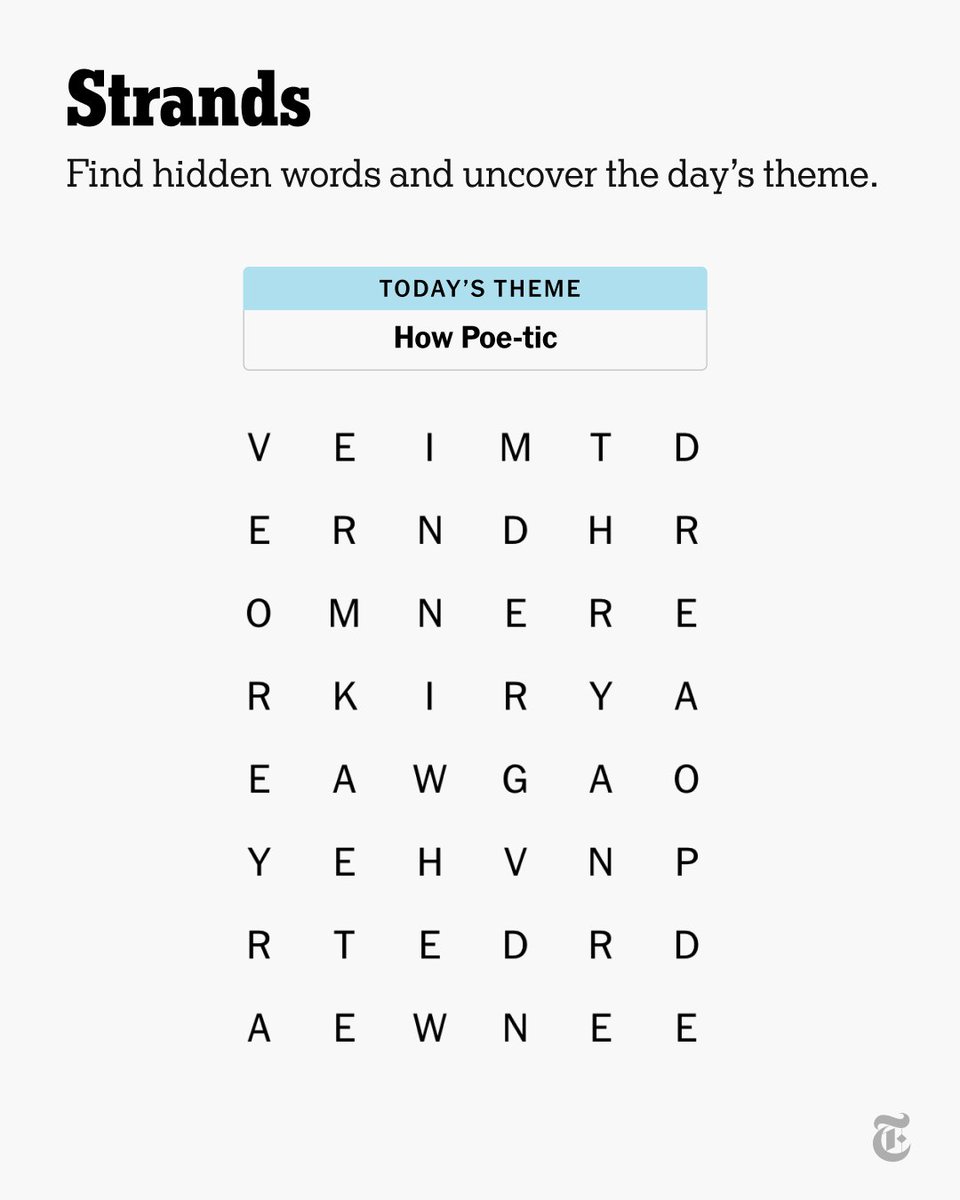 Strands
Find hidden words and uncover the day’s theme.
TODAY’S THEME
How Poe-tic
V E I M T D
E R N D H R
O M N E R E
R K I R Y A
E A W G A O
Y E H V N P
R T E D R D
A E W N E E
T